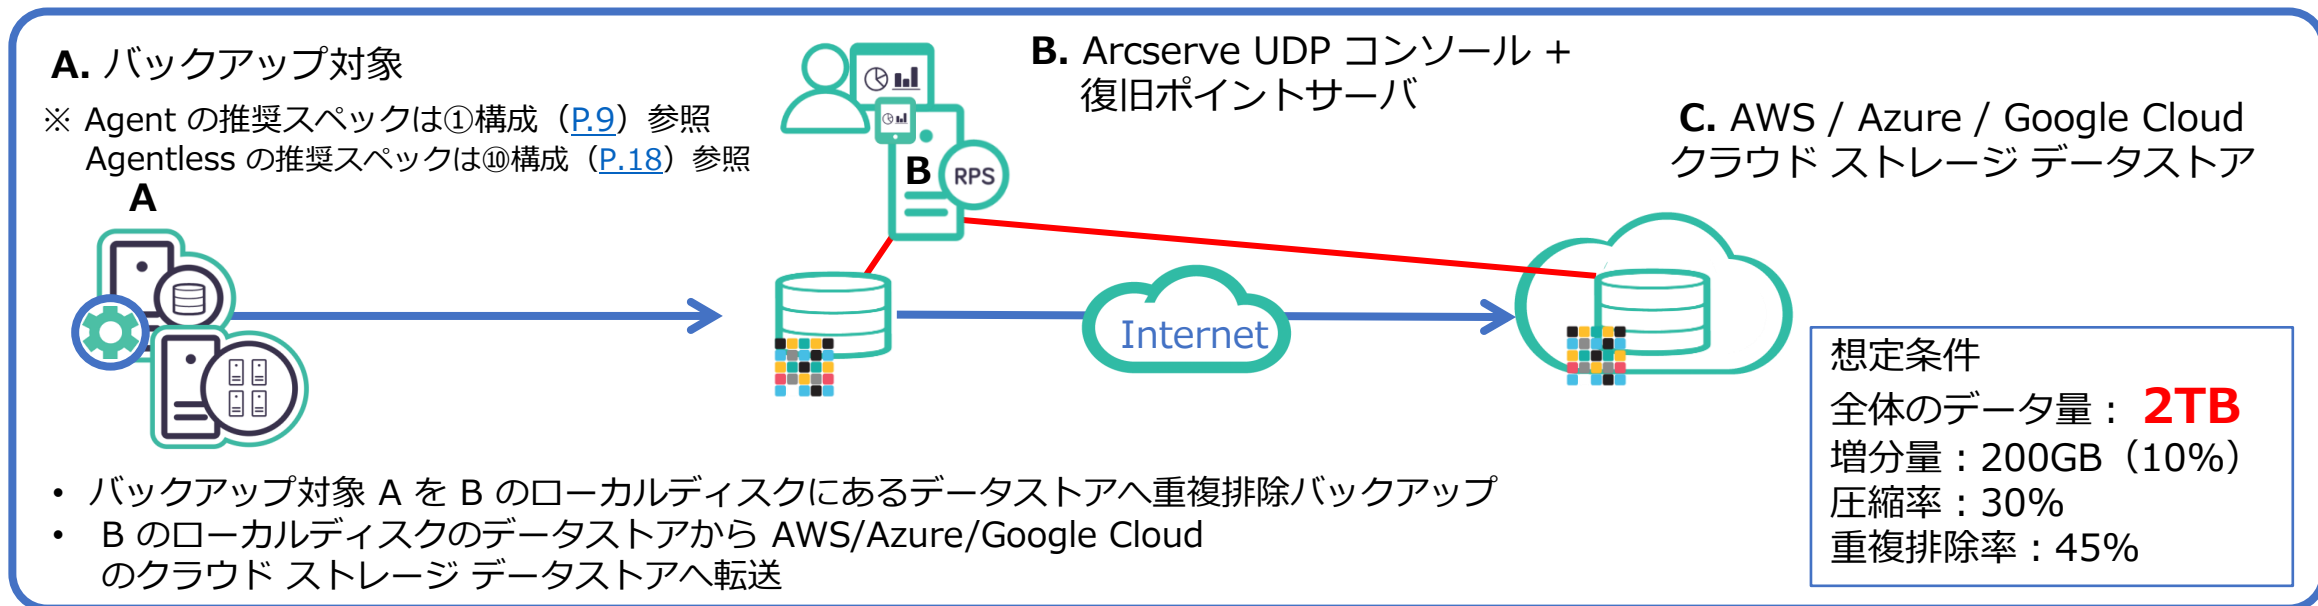 A. バックアップ対象
※ Agent の推奨スペックは①構成（P.9）参照
Agentless の推奨スペックは⑩構成（P.18）参照
A
B. Arcserve UDP コンソール +
復旧ポイントサーバ
B
RPS
C. AWS / Azure / Google Cloud
クラウド ストレージ データストア
Internet
想定条件
全体のデータ量： 2TB
増分量：200GB（10%）
圧縮率：30%
重複排除率：45%
• バックアップ対象 A を B のローカルディスクにあるデータストアへ重複排除バックアップ
• B のローカルディスクのデータストアから AWS/Azure/Google Cloud
のクラウド ストレージ データストアへ転送